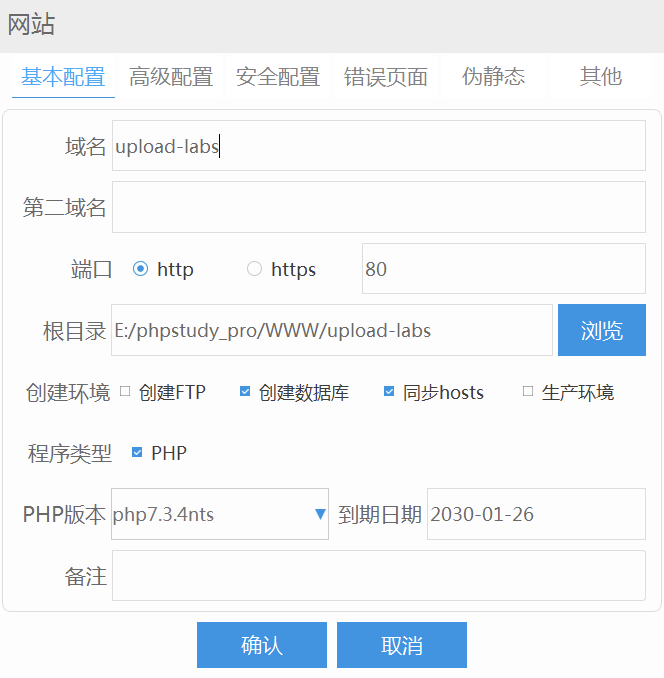 网站
基本配置 高级配置 安全配置 错误页面 伪静态 其他
域名 upload-labs
第二域名
端口 http https 80
根目录 E:/phpstudy_pro/WWW/upload-labs 浏览
创建环境 创建FTP 创建数据库 同步hosts 生产环境
程序类型 PHP
PHP版本 php7.3.4nts 到期日期 2030-01-26
备注
确认 取消